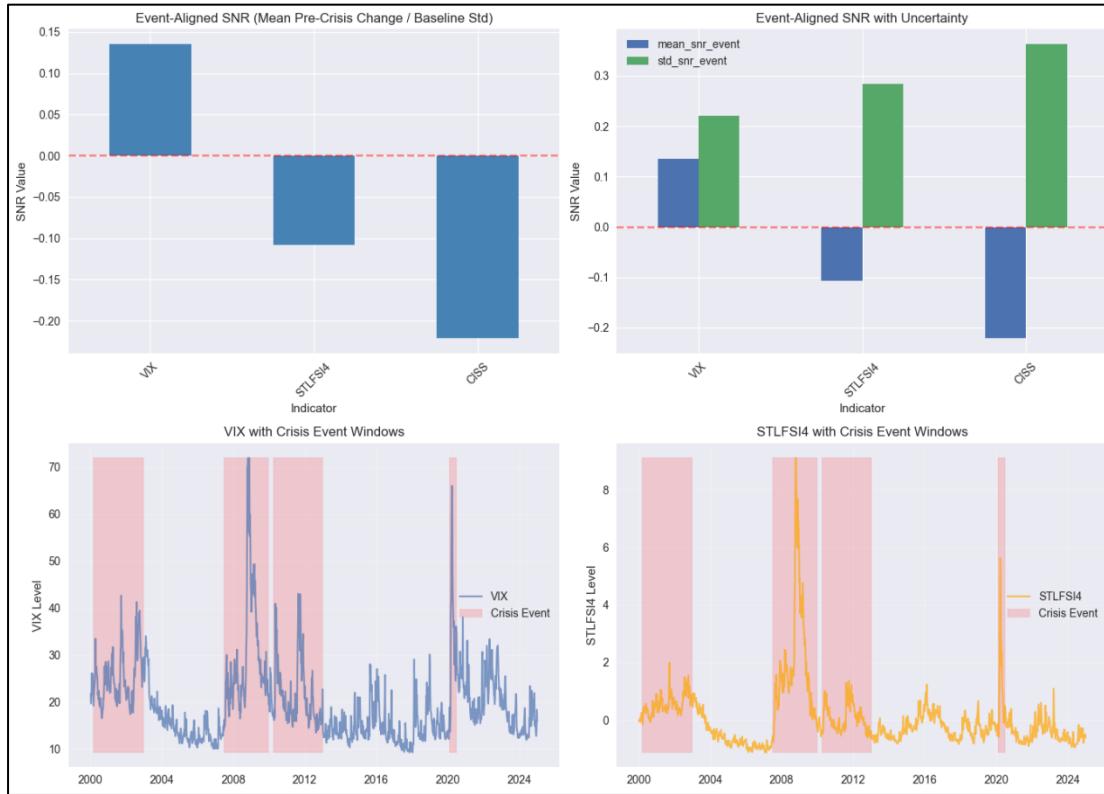 Event-Aligned SNR (Mean Pre-Crisis Change / Baseline Std)
0.15
0.10
0.05
0.00
−0.05
−0.10
−0.15
−0.20
SNR Value
VIX
STLFSI4
CISS
Indicator
Event-Aligned SNR with Uncertainty
mean_snr_event
std_snr_event
0.3
0.2
0.1
0.0
−0.1
−0.2
SNR Value
VIX
STLFSI4
CISS
Indicator
VIX with Crisis Event Windows
70
60
50
40
30
20
10
VIX Level
VIX
Crisis Event
2000
2004
2008
2012
2016
2020
2024
STLFSI4 with Crisis Event Windows
8
6
4
2
0
STLFSI4 Level
STLFSI4
Crisis Event
2000
2004
2008
2012
2016
2020
2024